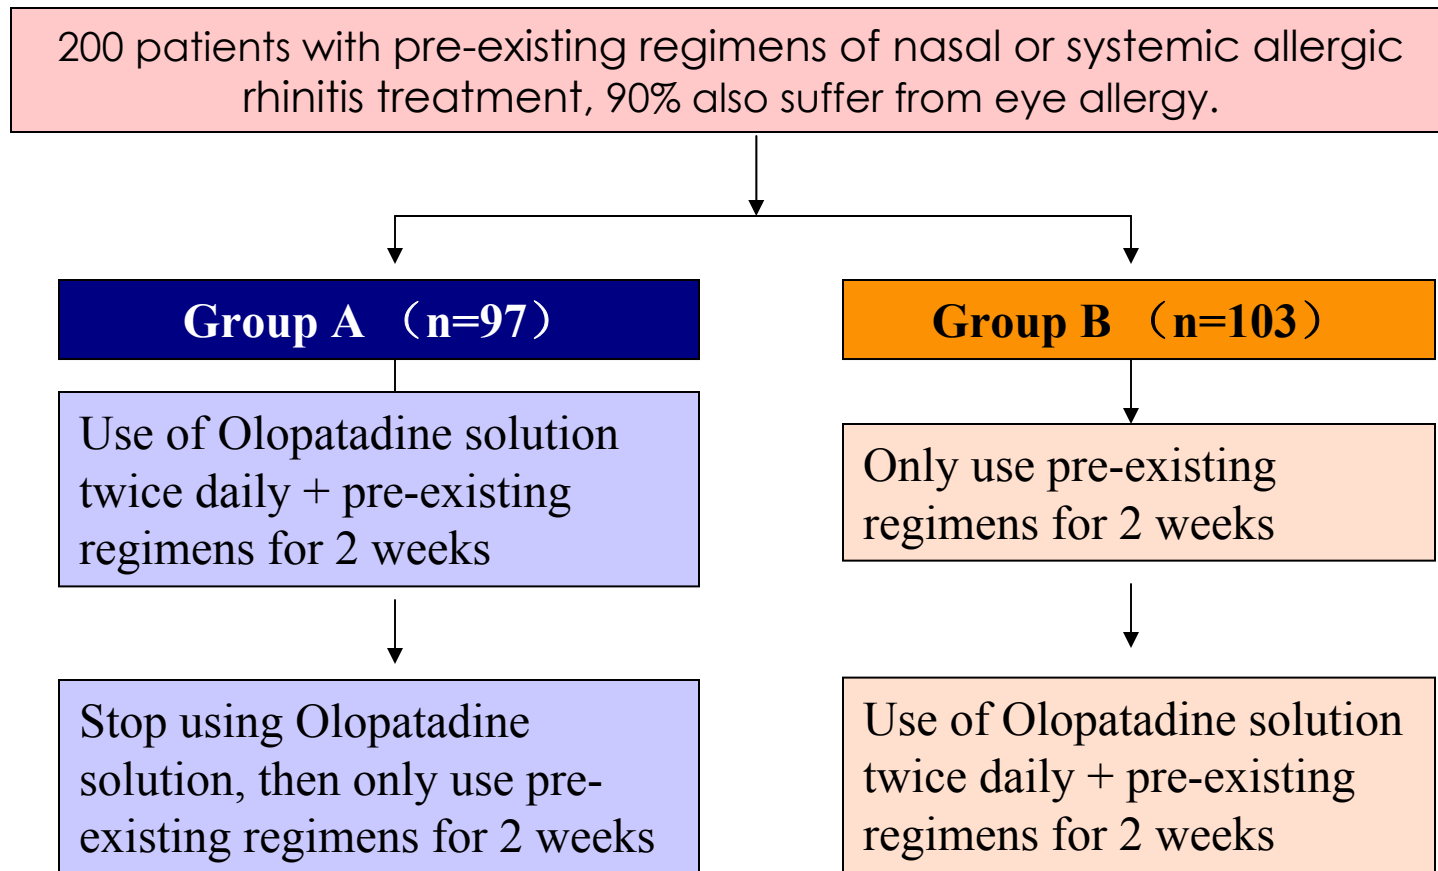 200 patients with pre-existing regimens of nasal or systemic allergic
rhinitis treatment, 90% also suffer from eye allergy.
Group A （n=97）
Use of Olopatadine solution
twice daily + pre-existing
regimens for 2 weeks
Stop using Olopatadine
solution, then only use pre-
existing regimens for 2 weeks
Group B （n=103）
Only use pre-existing
regimens for 2 weeks
Use of Olopatadine solution
twice daily + pre-existing
regimens for 2 weeks